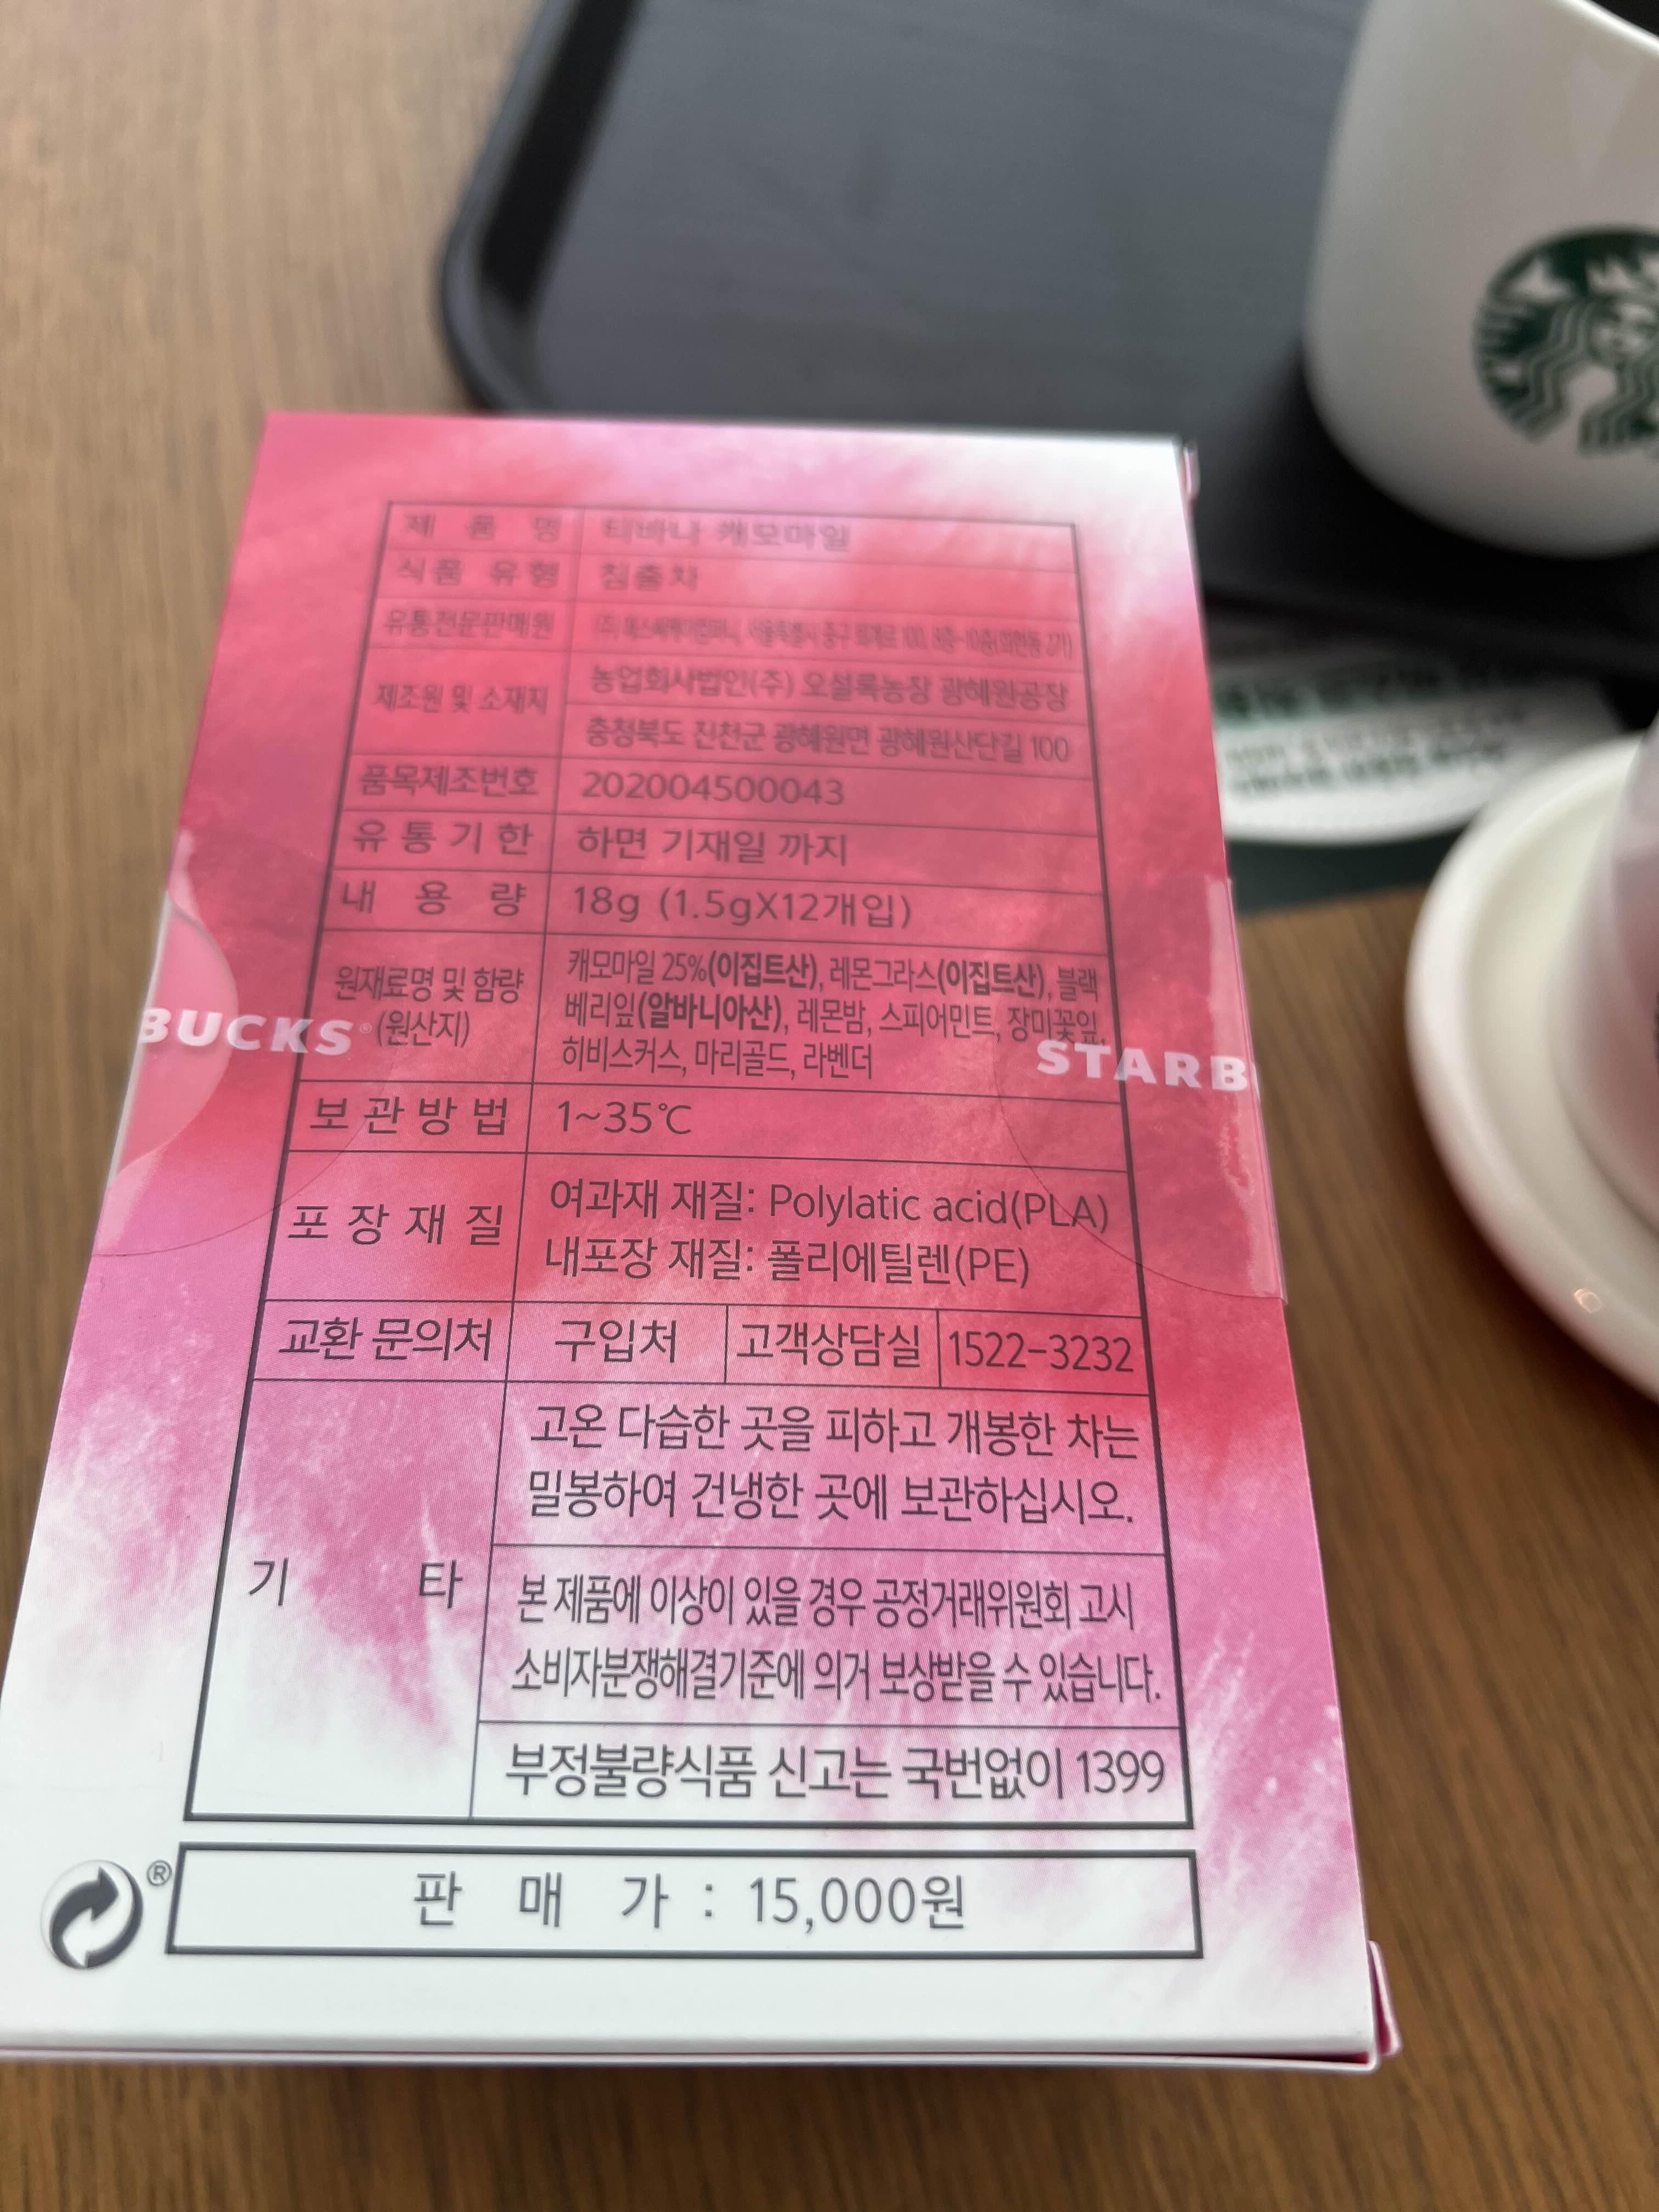 제 품 명 티바나 캐모마일
식품 유형 침출차
유통전문판매원
제조원 및 소재지 농업회사법인(주) 오설록농장 광혜원공장
충청북도 진천군 광혜원면 광혜원산단길 100
품목제조번호 202004500043
유통기한 하면 기재일 까지
내 용 량 18g (1.5gX12개입)
원재료명 및 함량 (원산지)
캐모마일 25%(이집트산), 레몬그라스(이집트산), 블랙
베리잎(알바니아산), 레몬밤, 스피어민트, 장미꽃잎,
히비스커스, 마리골드, 라벤더
BUCKS®
STARB
보관방법 1~35℃
포장재질 여과재 재질: Polylatic acid(PLA)
내포장 재질: 폴리에틸렌(PE)
교환 문의처 구입처 고객상담실 1522-3232
기 타
고온 다습한 곳을 피하고 개봉한 차는
밀봉하여 건냉한 곳에 보관하십시오.
본 제품에 이상이 있을 경우 공정거래위원회 고시
소비자분쟁해결기준에 의거 보상받을 수 있습니다.
부정불량식품 신고는 국번없이 1399
®
판 매 가 : 15,000원